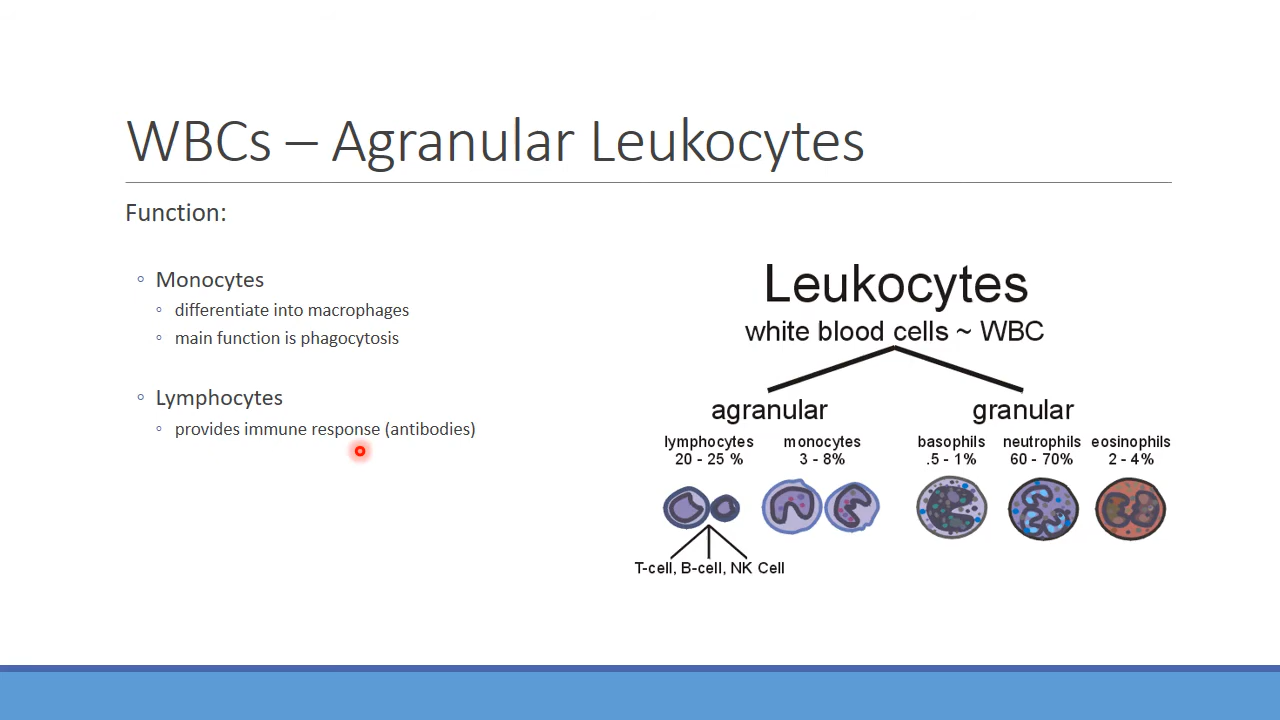 WBCs – Agranular Leukocytes
Function:
◦ Monocytes
◦ differentiate into macrophages
◦ main function is phagocytosis
◦ Lymphocytes
◦ provides immune response (antibodies)
Leukocytes
white blood cells ~ WBC
agranular granular
lymphocytes monocytes basophils neutrophils eosinophils
20 - 25 % 3 - 8% .5 - 1% 60 - 70% 2 - 4%
T-cell, B-cell, NK Cell